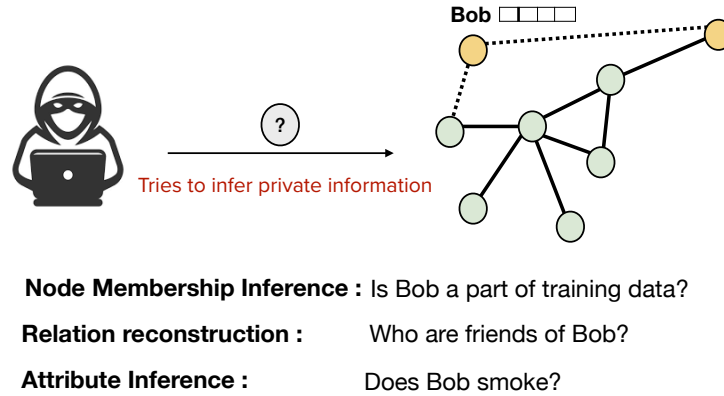 Bob
?
Tries to infer private information
Node Membership Inference : Is Bob a part of training data?
Relation reconstruction : Who are friends of Bob?
Attribute Inference : Does Bob smoke?